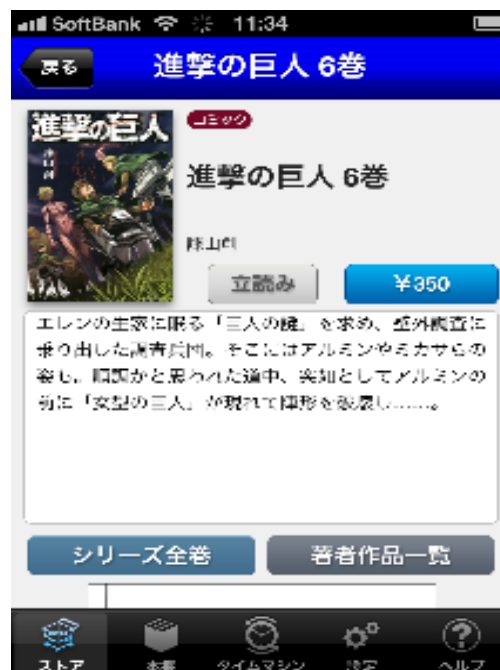 SoftBank 11:34
戻る
進撃の巨人 6巻
進撃の巨人
コミック
進撃の巨人 6巻
諫山創
立読み
¥350
エレンの生家に眠る「巨人の謎」を求め、壁外調査に
乗り出した調査兵団。そこにはアルミンやミカサらの
姿も。順調かと思われた道中、突如としてアルミンの
前に「女型の巨人」が現れて陣形を破壊し……。
シリーズ全巻
著者作品一覧
ストア
本棚
タイムマシン
設定
ヘルプ